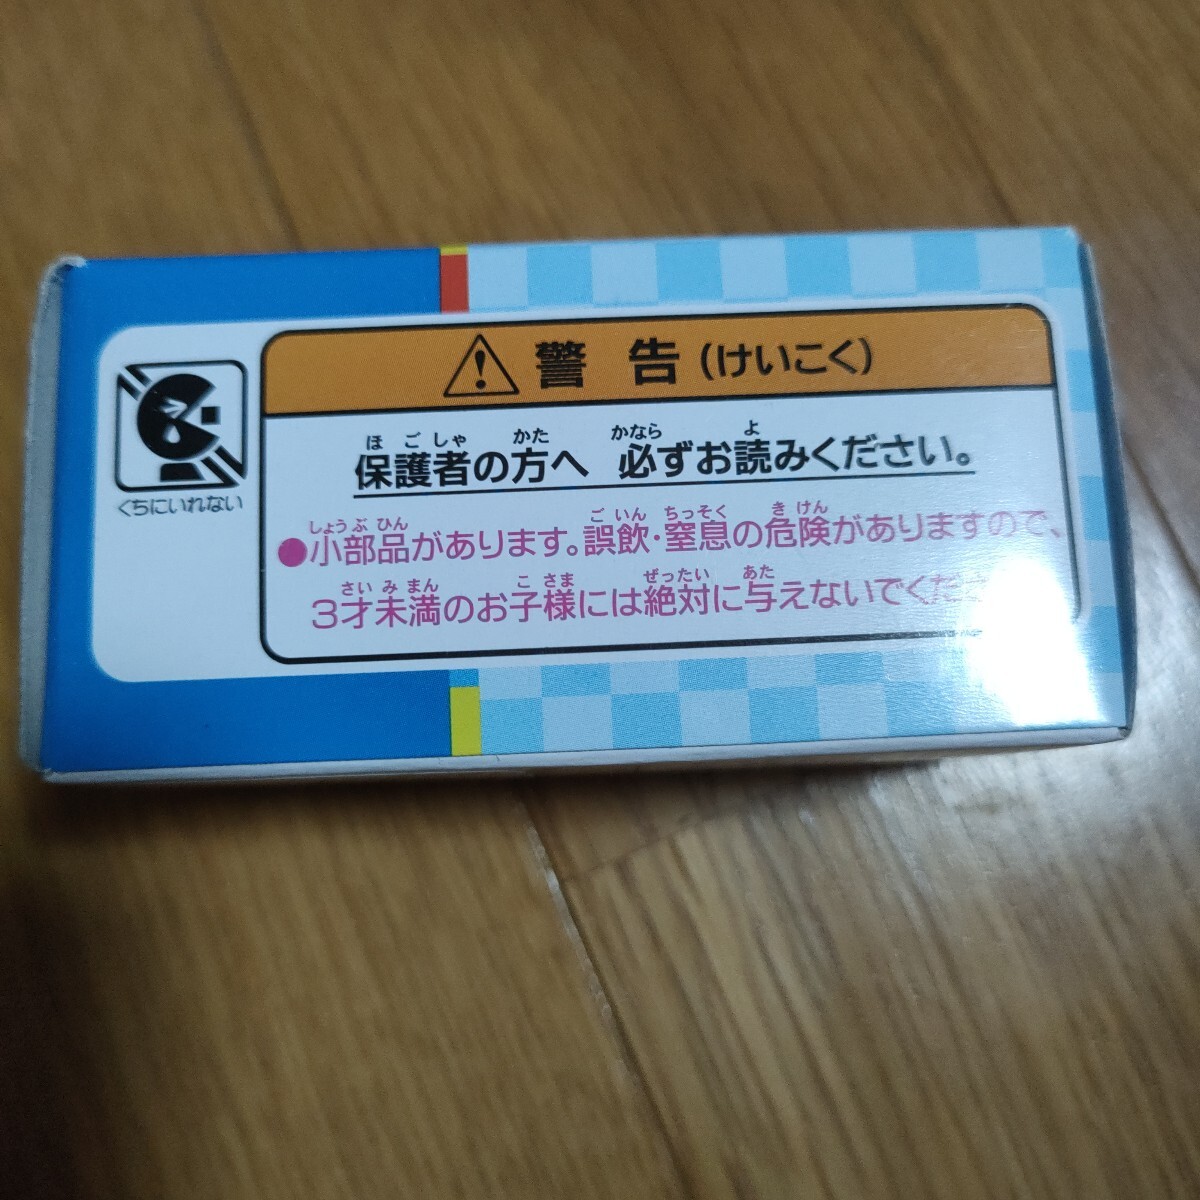 警告(けいこく)
ほごしゃ かた かなら よ
保護者の方へ 必ずお読みください。
くちにいれない
しょうぶひん ごいん ちっそく きけん
●小部品があります。誤飲・窒息の危険がありますので、
さいみまん こさま ぜったい あた
3才未満のお子様には絶対に与えないでくださ